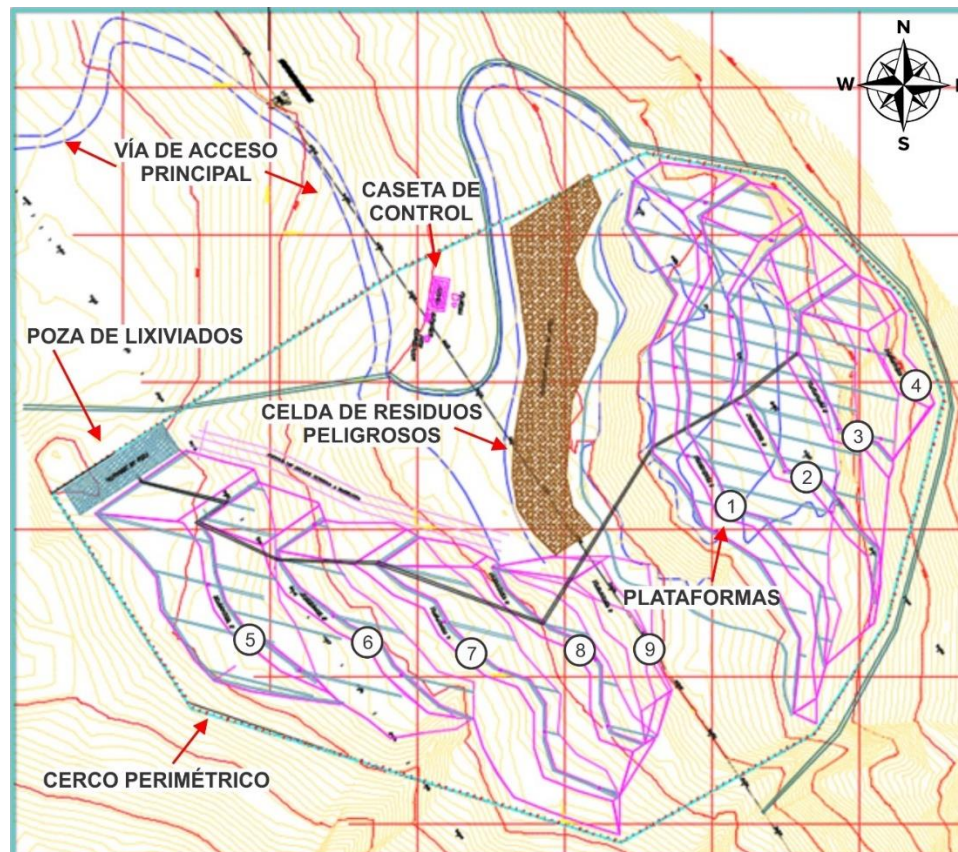 N
W
E
S
VÍA DE ACCESO
PRINCIPAL
CASETA DE
CONTROL
POZA DE LIXIVIADOS
CELDA DE RESIDUOS
PELIGROSOS
4
3
2
1
PLATAFORMAS
5
6
7
8
9
CERCO PERIMÉTRICO